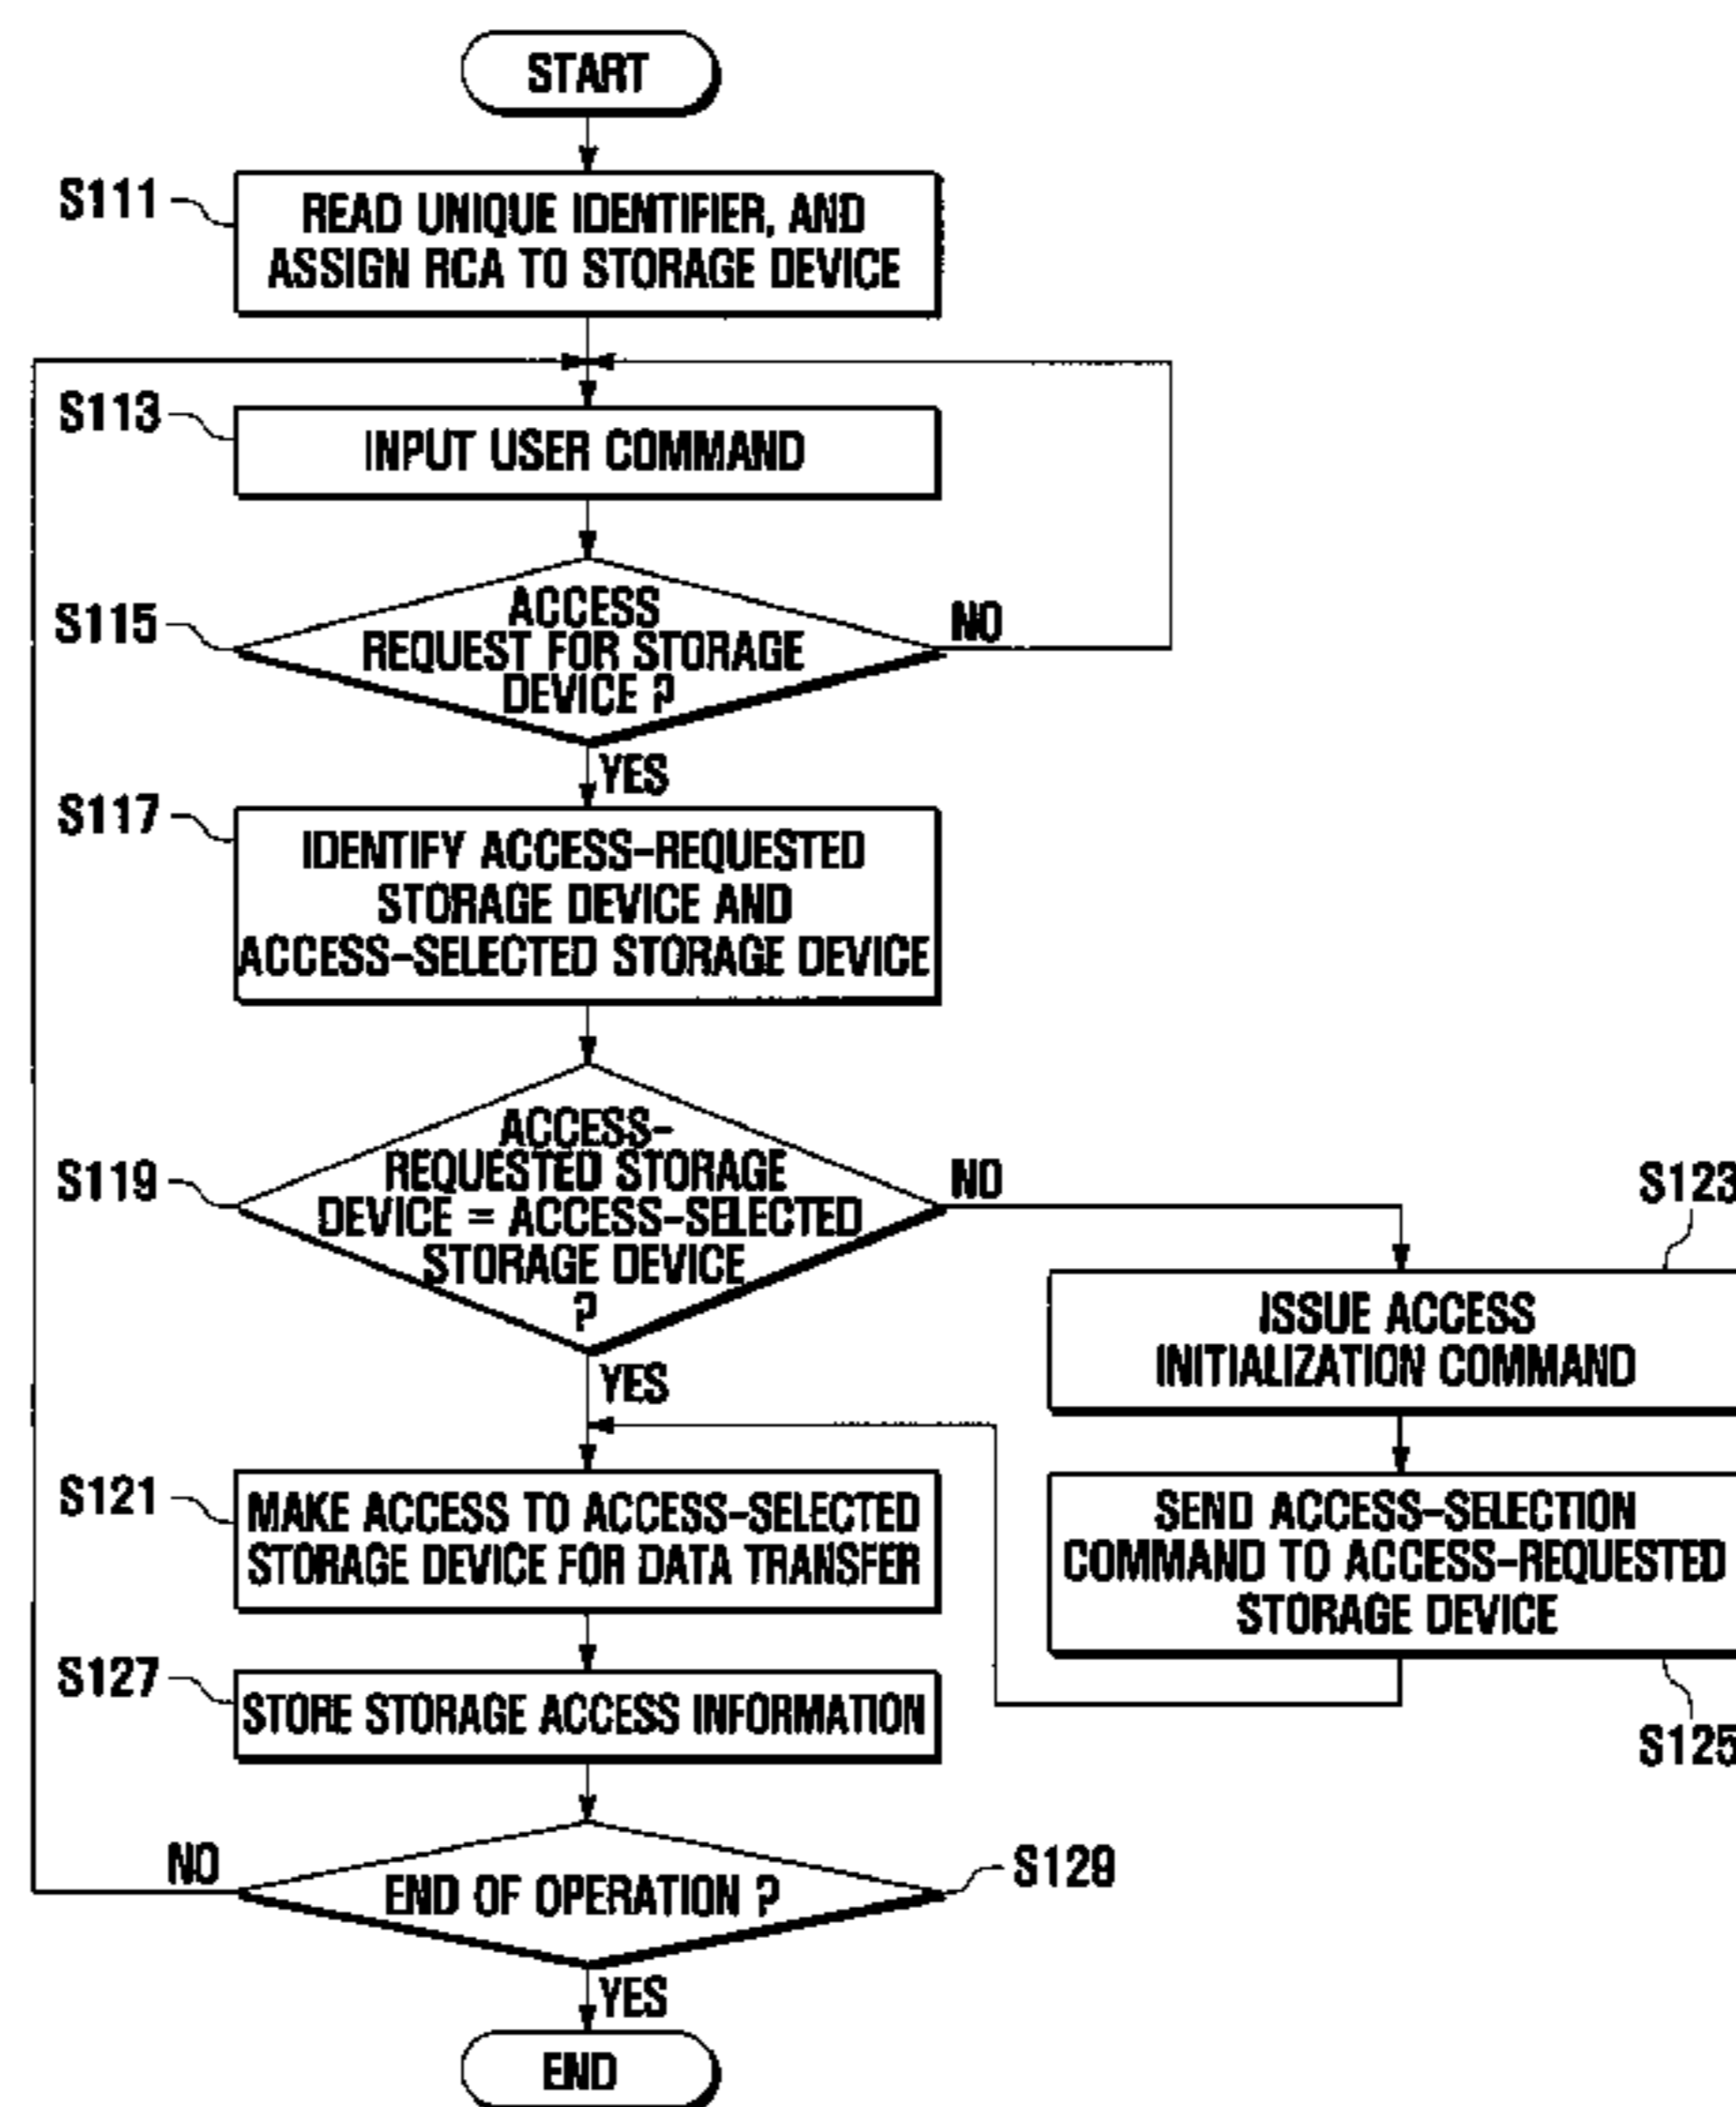 START
S111
READ UNIQUE IDENTIFIER, AND
ASSIGN RCA TO STORAGE DEVICE
S113
INPUT USER COMMAND
S115
ACCESS
REQUEST FOR STORAGE
DEVICE ?
NO
YES
S117
IDENTIFY ACCESS-REQUESTED
STORAGE DEVICE AND
ACCESS-SELECTED STORAGE DEVICE
S119
ACCESS-
REQUESTED STORAGE
DEVICE = ACCESS-SELECTED
STORAGE DEVICE
?
NO
YES
S123
ISSUE ACCESS
INITIALIZATION COMMAND
S121
MAKE ACCESS TO ACCESS-SELECTED
STORAGE DEVICE FOR DATA TRANSFER
SEND ACCESS-SELECTION
COMMAND TO ACCESS-REQUESTED
STORAGE DEVICE
S125
S127
STORE STORAGE ACCESS INFORMATION
NO
END OF OPERATION ?
S129
YES
END